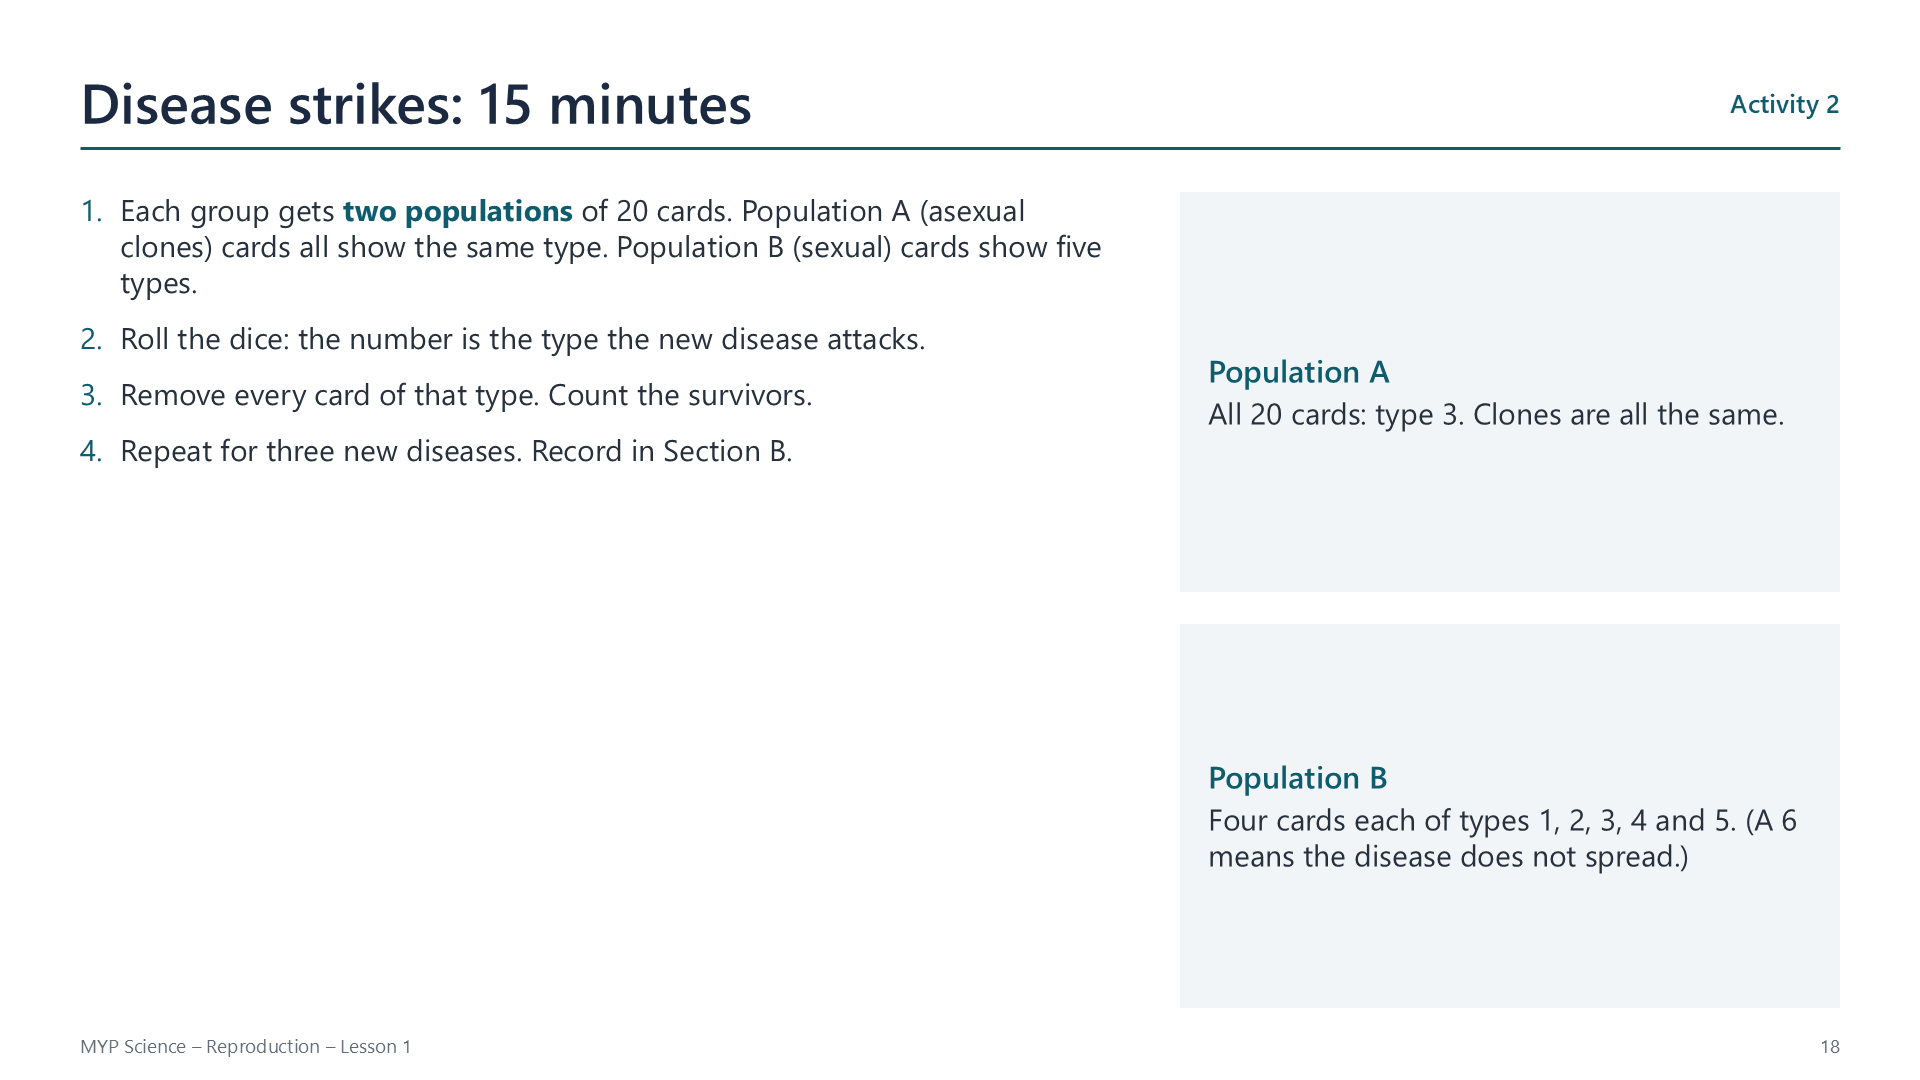 Disease strikes: 15 minutes
Activity 2
1. Each group gets two populations of 20 cards. Population A (asexual
clones) cards all show the same type. Population B (sexual) cards show five
types.
2. Roll the dice: the number is the type the new disease attacks.
3. Remove every card of that type. Count the survivors.
4. Repeat for three new diseases. Record in Section B.
Population A
All 20 cards: type 3. Clones are all the same.
Population B
Four cards each of types 1, 2, 3, 4 and 5. (A 6
means the disease does not spread.)
MYP Science – Reproduction – Lesson 1
18